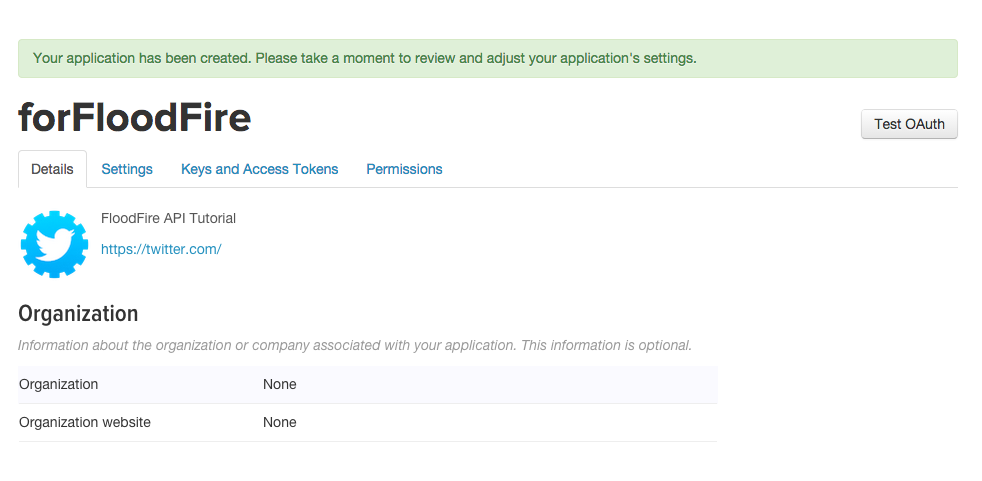 Your application has been created. Please take a moment to review and adjust your application's settings.
forFloodFire
Test OAuth
Details Settings Keys and Access Tokens Permissions
FloodFire API Tutorial
https://twitter.com/
Organization
Information about the organization or company associated with your application. This information is optional.
Organization None
Organization website None